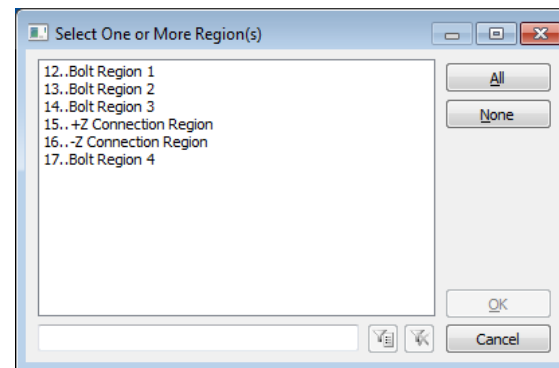 Select One or More Region(s)
12..Bolt Region 1
13..Bolt Region 2
14..Bolt Region 3
15..+Z Connection Region
16..-Z Connection Region
17..Bolt Region 4
All
None
OK
Cancel